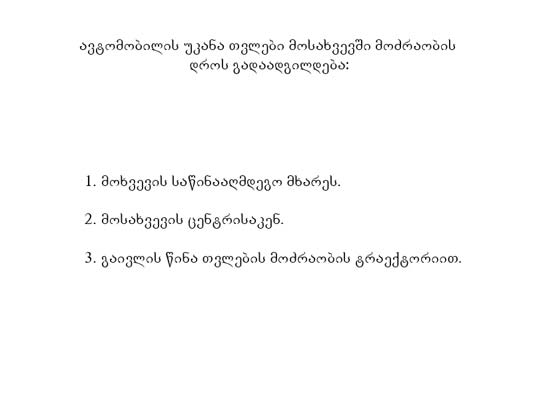 ავტომობილის უკანა თვლები მოსახვევში მოძრაობის
დროს გადაადგილდება:
1. მოხვევის საწინააღმდეგო მხარეს.
2. მოსახვევის ცენტრისაკენ.
3. გაივლის წინა თვლების მოძრაობის ტრაექტორიით.